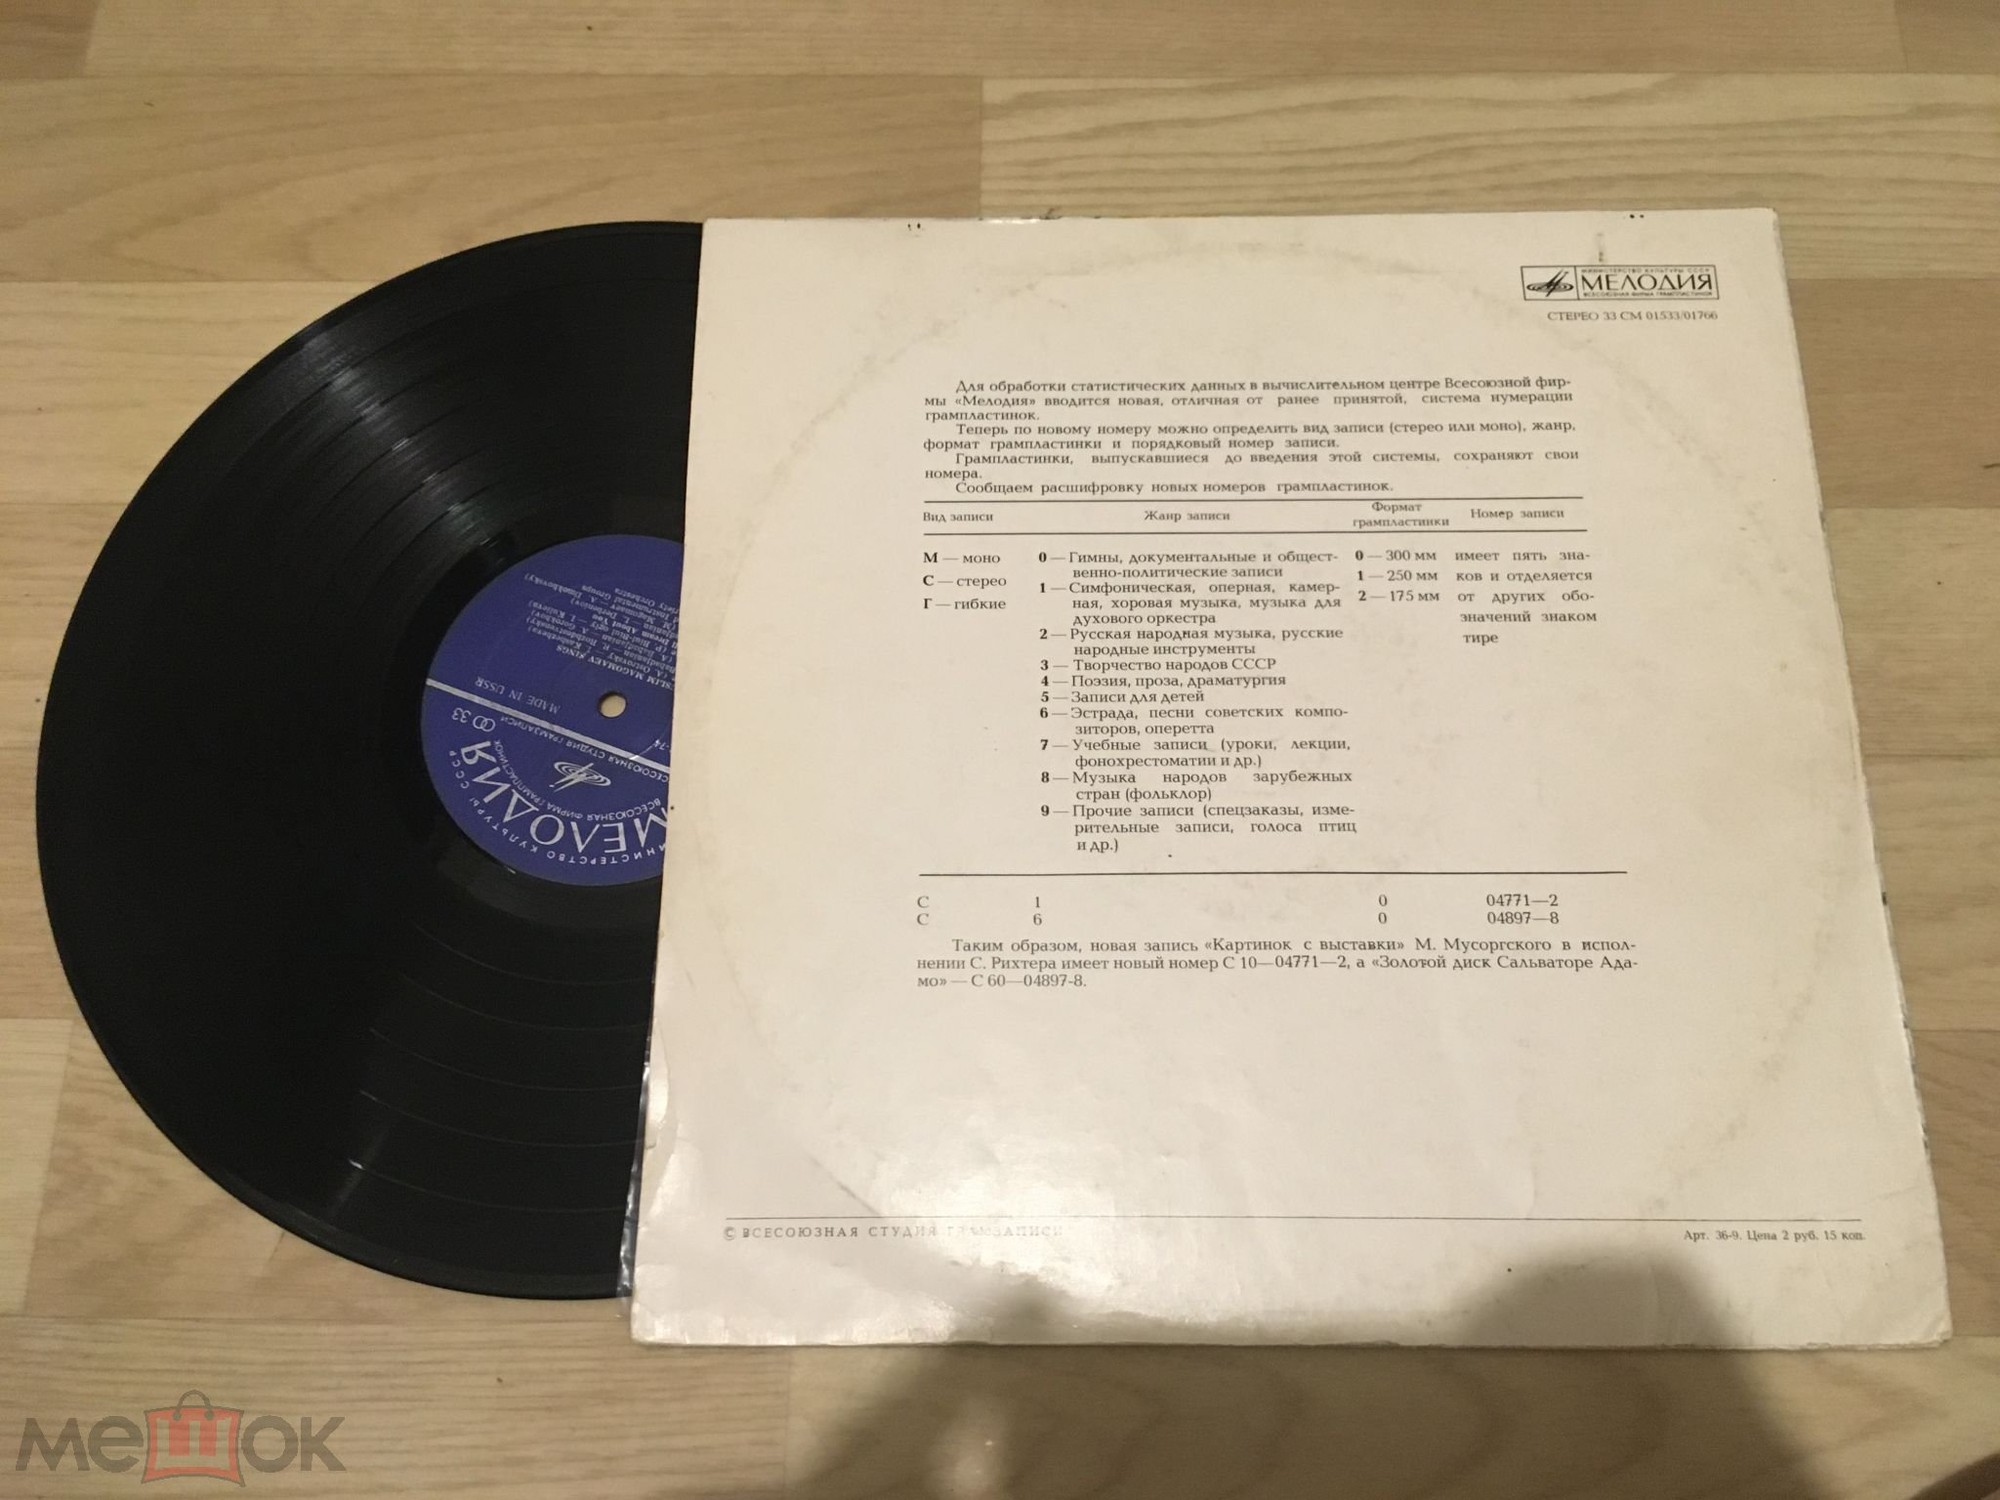 МИНИСТЕРСТВО КУЛЬТУРЫ СССР
МЕЛОДИЯ
ВСЕСОЮЗНАЯ ФИРМА ГРАМПЛАСТИНОК
СТЕРЕО 33 СМ 01533/01766
Для обработки статистических данных в вычислительном центре Всесоюзной фир-
мы «Мелодия» вводится новая, отличная от ранее принятой, система нумерации
грампластинок.
Теперь по новому номеру можно определить вид записи (стерео или моно), жанр,
формат грампластинки и порядковый номер записи.
Грампластинки, выпускавшиеся до введения этой системы, сохраняют свои
номера.
Сообщаем расшифровку новых номеров грампластинок.
Вид записи
Жанр записи
Формат
грампластинки
Номер записи
М — моно
С — стерео
Г — гибкие
0 — Гимны, документальные и общест-
венно-политические записи
1 — Симфоническая, оперная, камер-
ная, хоровая музыка, музыка для
духового оркестра
2 — Русская народная музыка, русские
народные инструменты
3 — Творчество народов СССР
4 — Поэзия, проза, драматургия
5 — Записи для детей
6 — Эстрада, песни советских компо-
зиторов, оперетта
7 — Учебные записи (уроки, лекции,
фонохрестоматии и др.)
8 — Музыка народов зарубежных
стран (фольклор)
9 — Прочие записи (спецзаказы, изме-
рительные записи, голоса птиц
и др.)
0 — 300 мм
1 — 250 мм
2 — 175 мм
имеет пять зна-
ков и отделяется
от других обо-
значений знаком
тире
С 1 0 04771—2
С 6 0 04897—8
Таким образом, новая запись «Картинок с выставки» М. Мусоргского в испол-
нении С. Рихтера имеет новый номер С 10—04771—2, а «Золотой диск Сальваторе Ада-
мо» — С 60—04897-8.
© ВСЕСОЮЗНАЯ СТУДИЯ ГРАМЗАПИСИ
Арт. 36-9. Цена 2 руб. 15 коп.
МЕЛОДИЯ
ВСЕСОЮЗНАЯ ФИРМА ГРАМПЛАСТИНОК
ВСЕСОЮЗНАЯ СТУДИЯ ГРАМЗАПИСИ
33
MADE IN USSR
MAGOMAEV SINGS
мешок